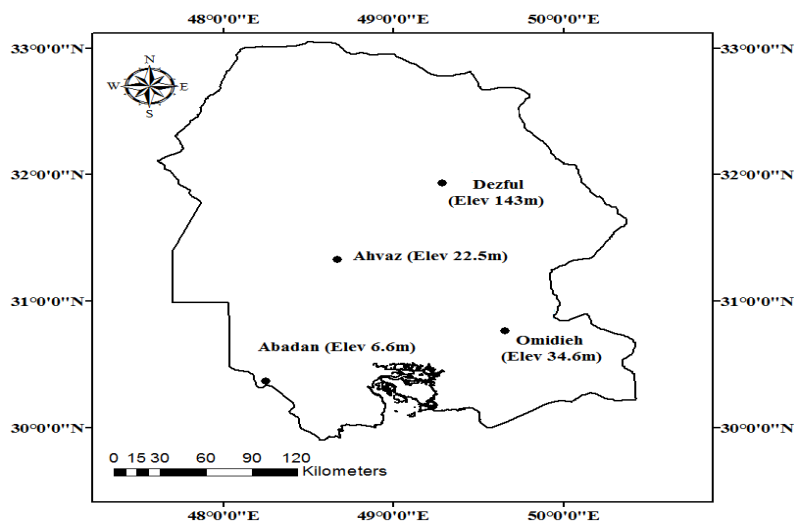 48°0'0"E 49°0'0"E 50°0'0"E
33°0'0"N 33°0'0"N
N
W E
S
32°0'0"N 32°0'0"N
Dezful
(Elev 143m)
Ahvaz (Elev 22.5m)
31°0'0"N 31°0'0"N
Omidieh
(Elev 34.6m)
Abadan (Elev 6.6m)
30°0'0"N 30°0'0"N
0 15 30 60 90 120
Kilometers
48°0'0"E 49°0'0"E 50°0'0"E